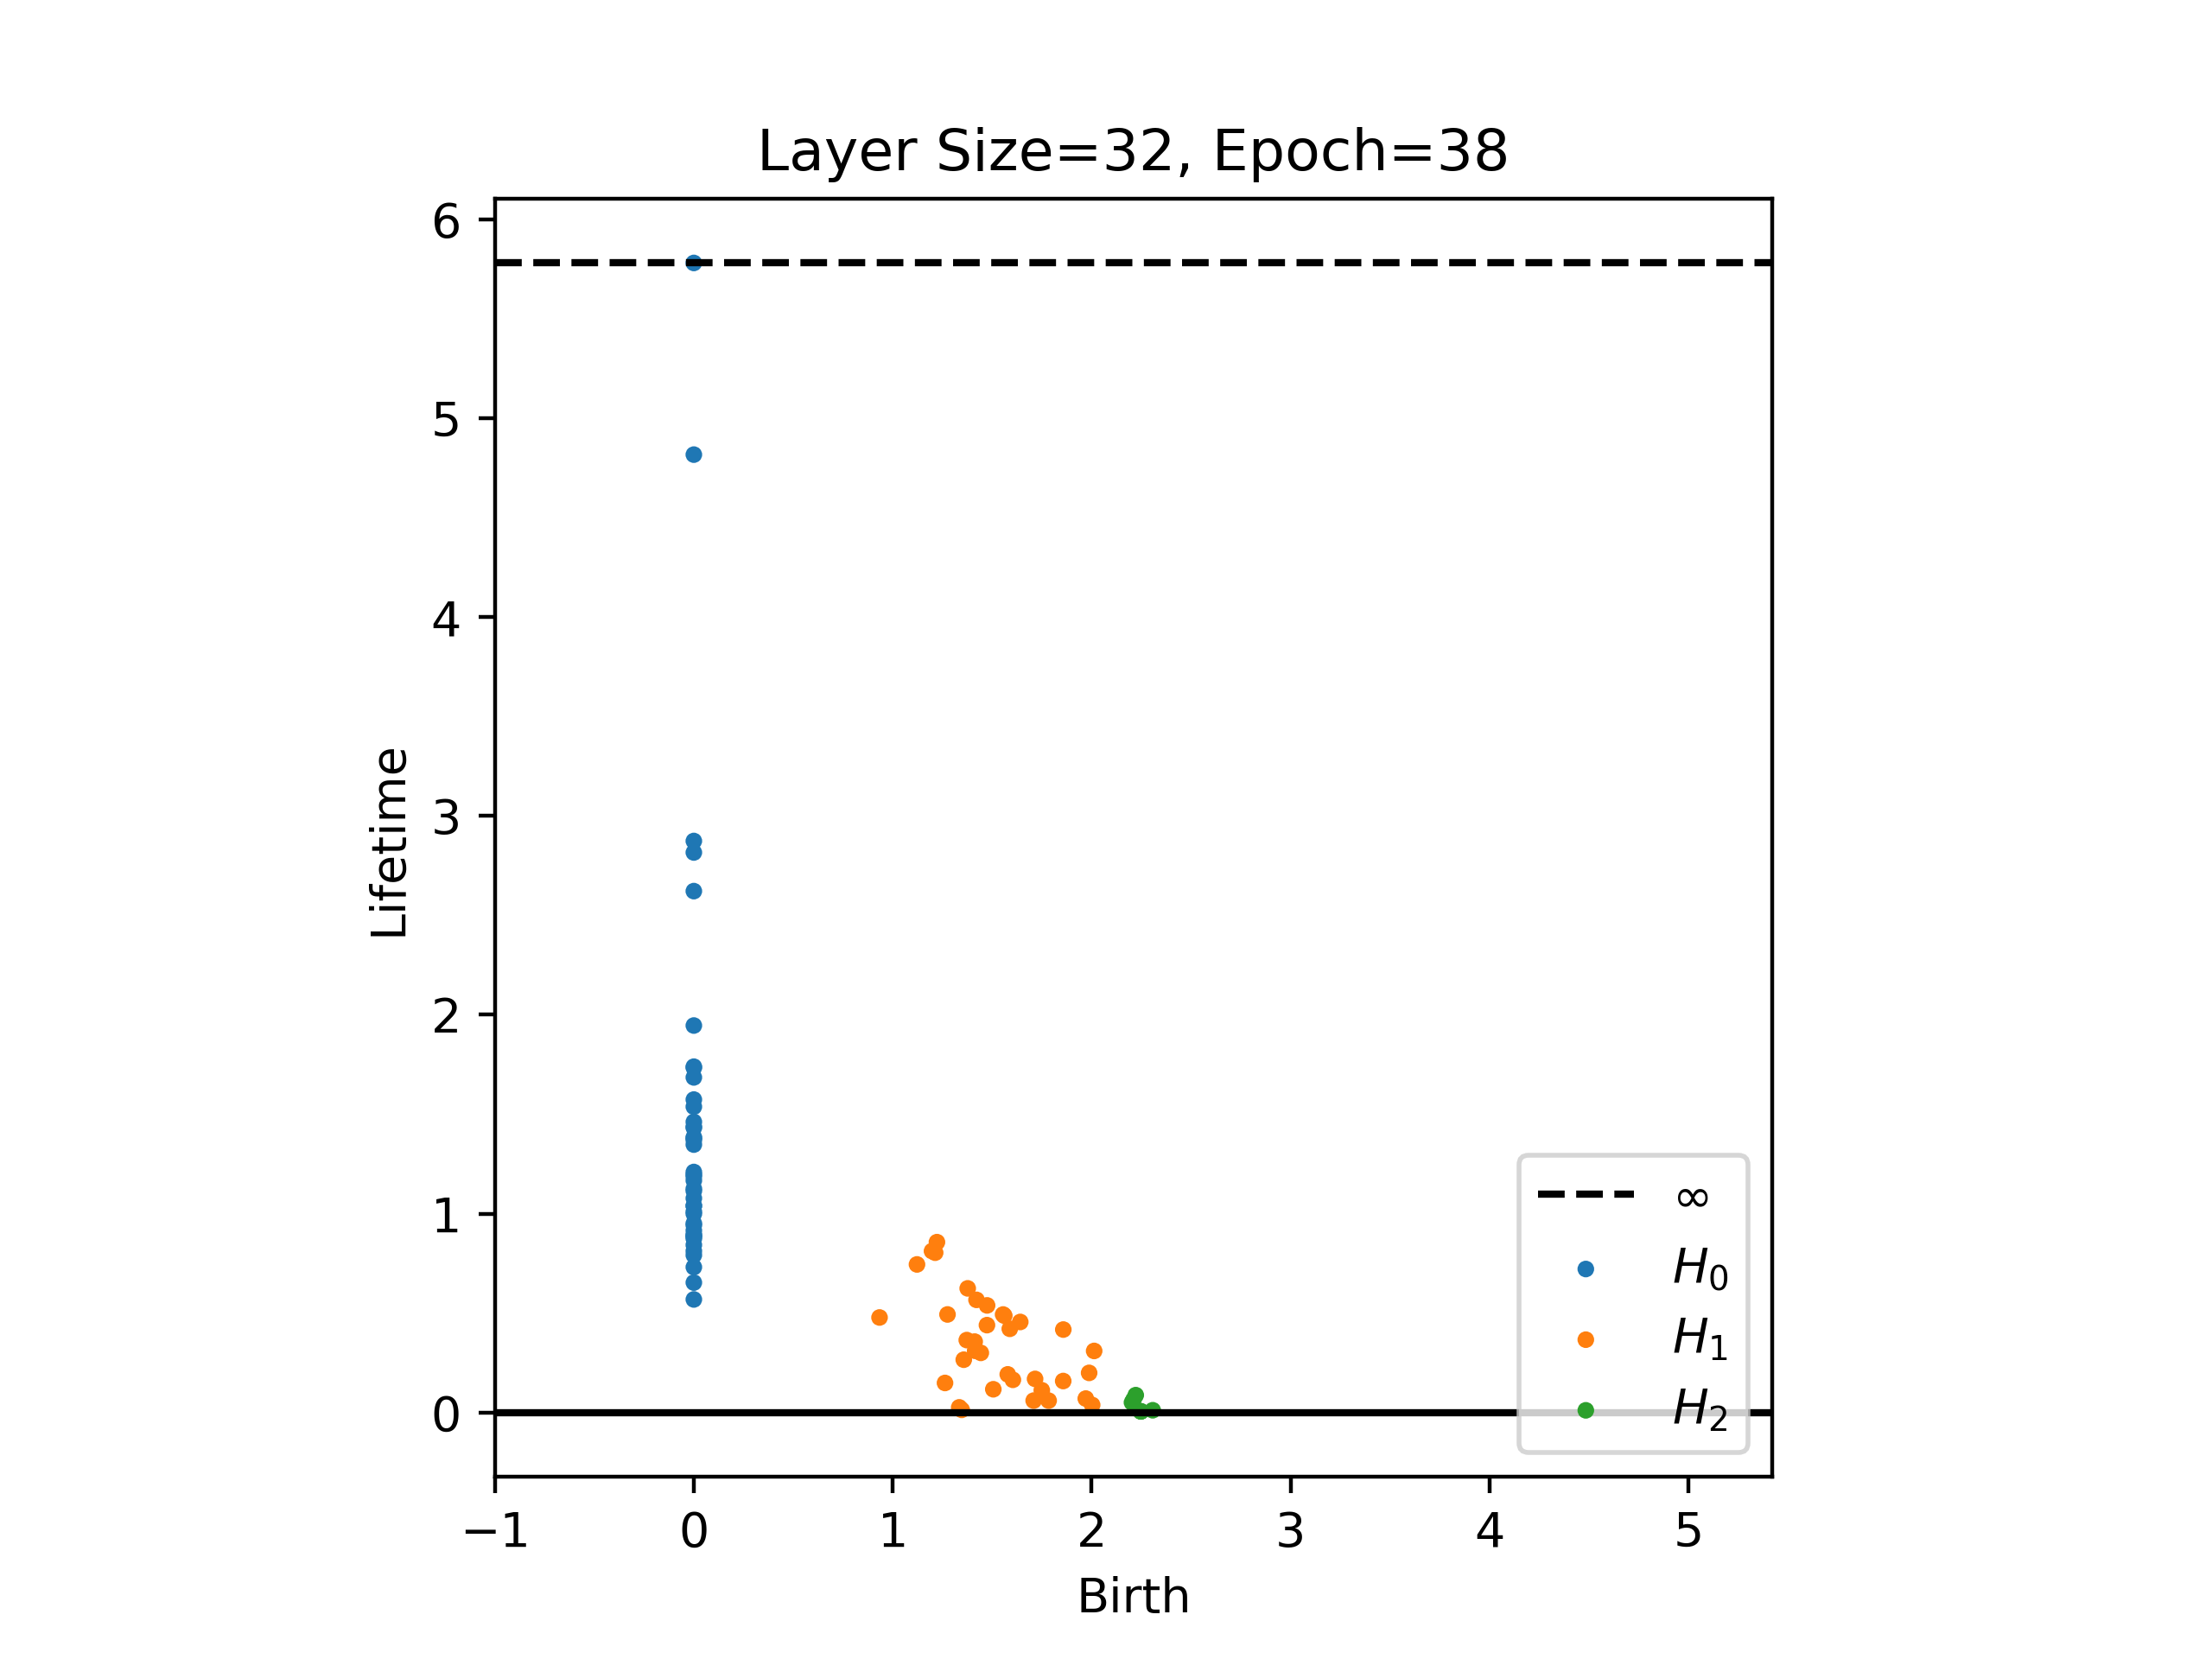 Layer Size=32, Epoch=38
6
5
4
3
2
1
0
Lifetime
−1 0 1 2 3 4 5
Birth
∞
H₀
H₁
H₂